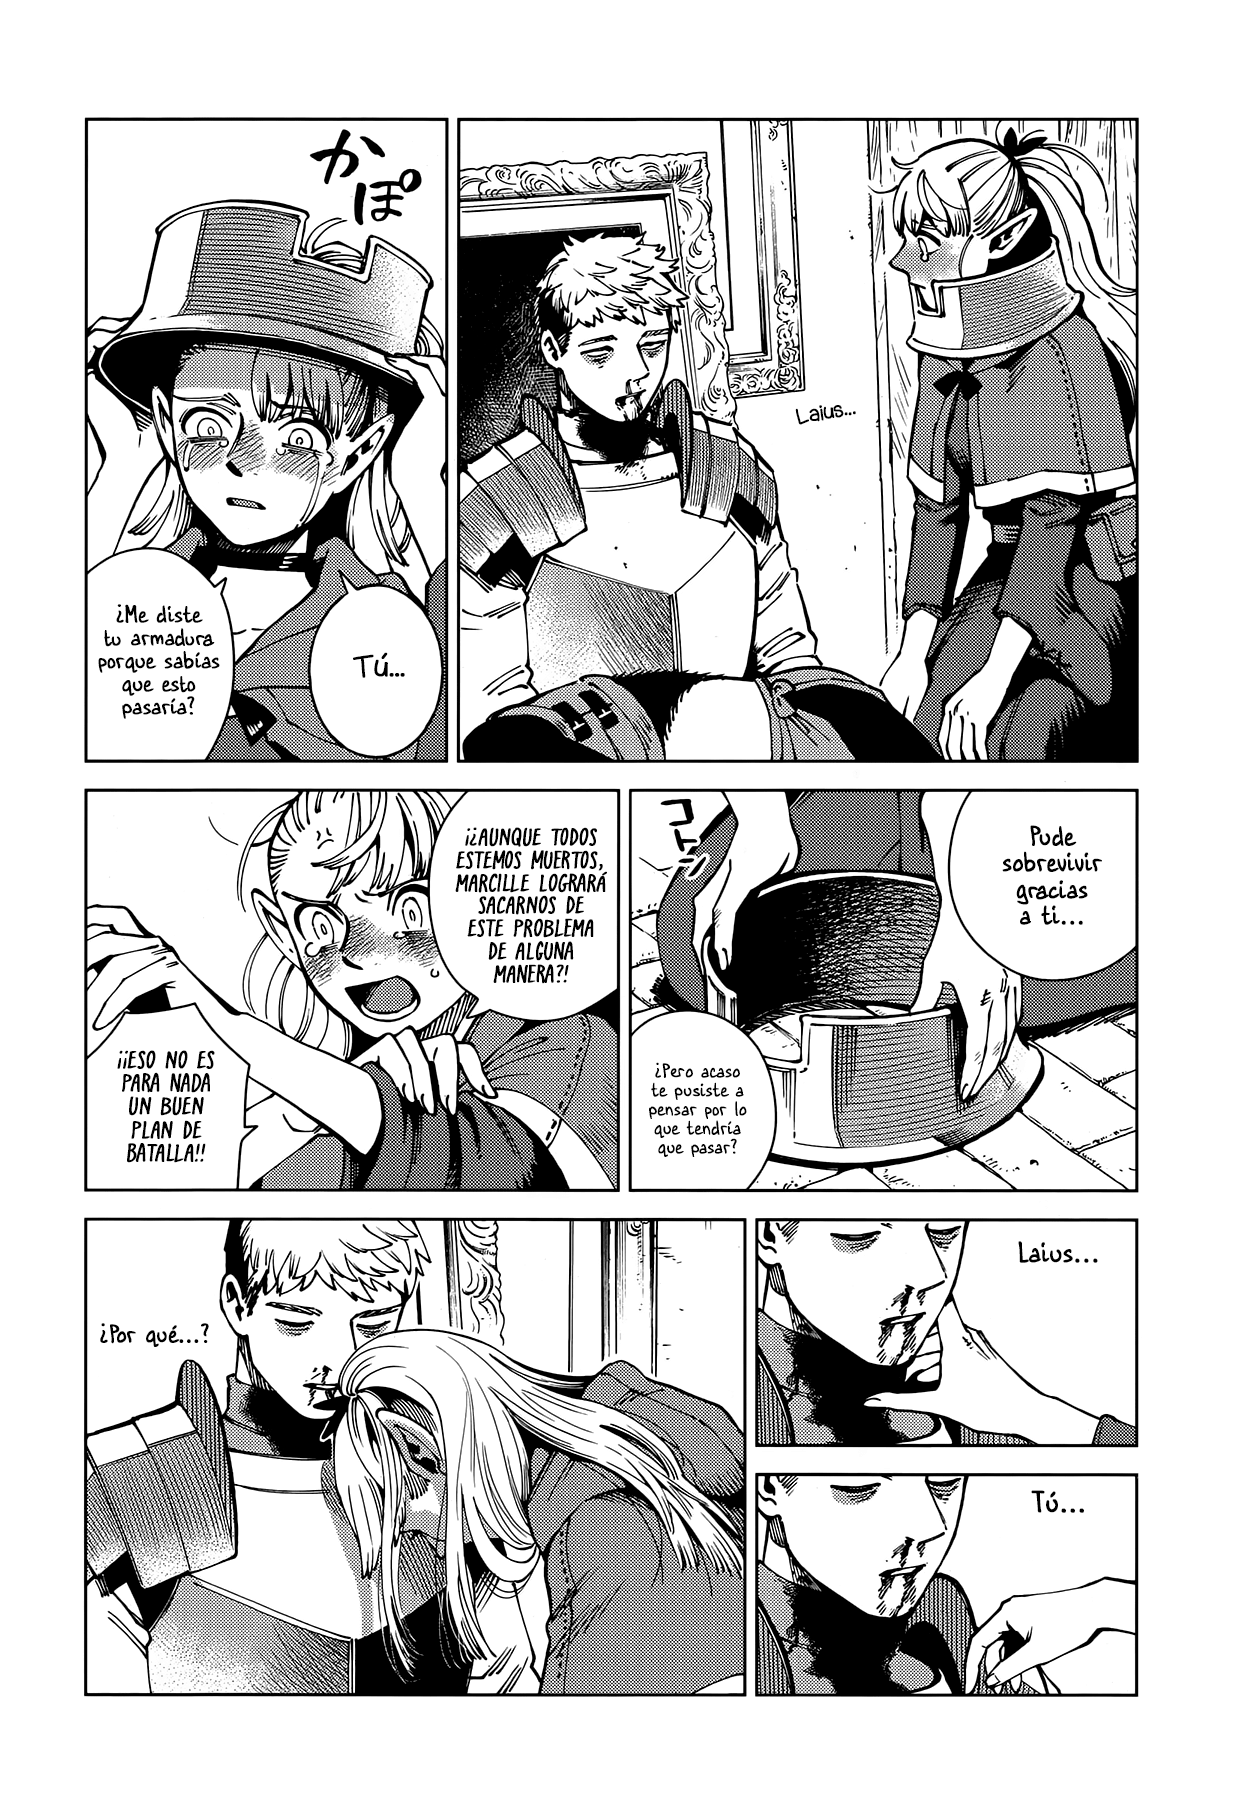 Laius...
かぽ
Tú...
¿Me diste
tu armadura
porque sabías
que esto
pasaría?
Pude
sobrevivir
gracias
a ti...
コトン
¿Pero acaso
te pusiste a
pensar por lo
que tendría
que pasar?
¡¿AUNQUE TODOS
ESTEMOS MUERTOS,
MARCILLE LOGRARÁ
SACARNOS DE
ESTE PROBLEMA
DE ALGUNA
MANERA?!
¡¡ESO NO ES
PARA NADA
UN BUEN
PLAN DE
BATALLA!!
Laius...
Tú...
¿Por qué...?